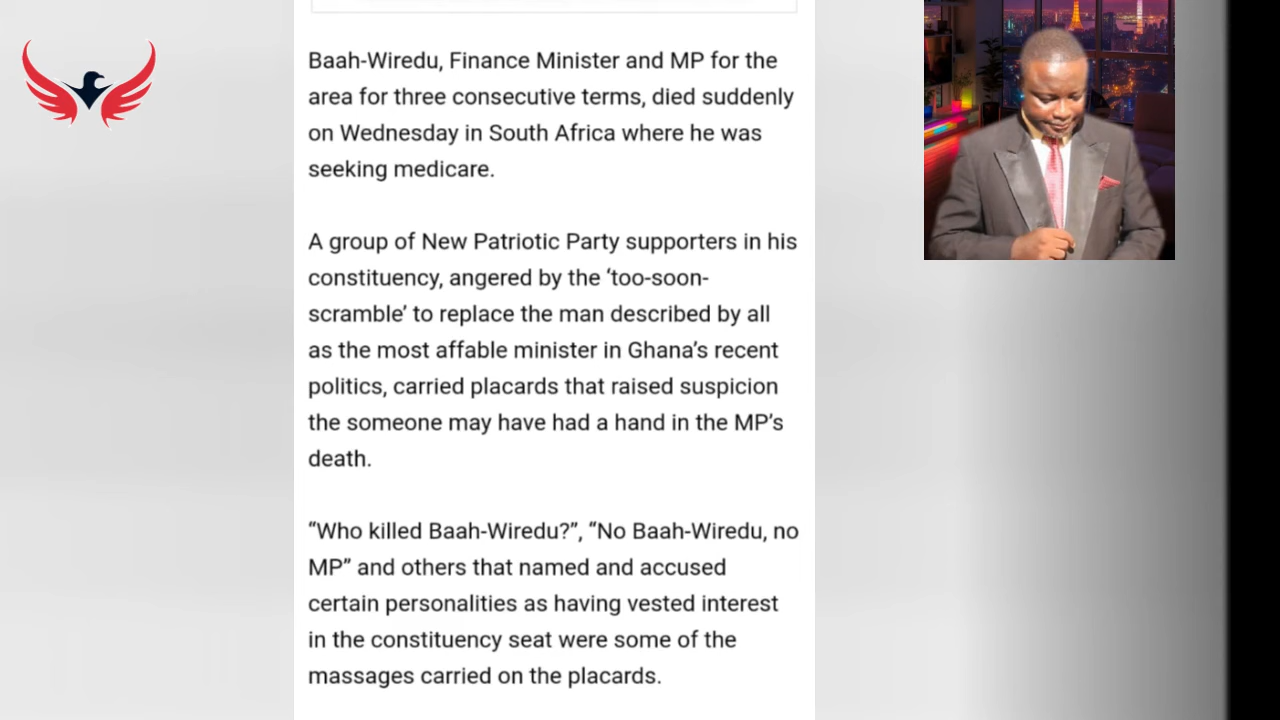 Baah-Wiredu, Finance Minister and MP for the
area for three consecutive terms, died suddenly
on Wednesday in South Africa where he was
seeking medicare.
A group of New Patriotic Party supporters in his
constituency, angered by the ‘too-soon-
scramble’ to replace the man described by all
as the most affable minister in Ghana’s recent
politics, carried placards that raised suspicion
the someone may have had a hand in the MP’s
death.
“Who killed Baah-Wiredu?”, “No Baah-Wiredu, no
MP” and others that named and accused
certain personalities as having vested interest
in the constituency seat were some of the
massages carried on the placards.